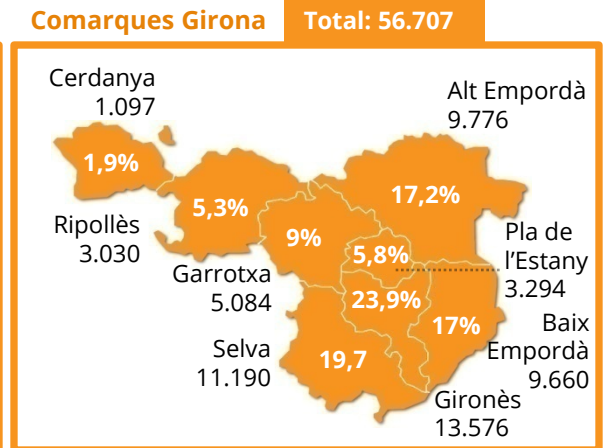 Comarques Girona
Total: 56.707
Cerdanya
1.097
Alt Empordà
9.776
1,9%
5,3%
17,2%
9%
Ripollès
3.030
5,8%
Pla de
l'Estany
3.294
Garrotxa
5.084
23,9%
17%
Baix
Empordà
9.660
Selva
11.190
19,7
Gironès
13.576